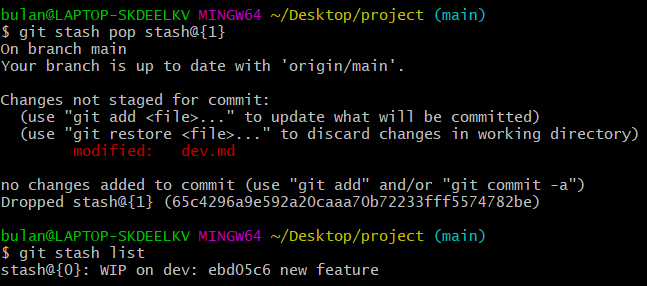 bulan@LAPTOP-SKDEELKV MINGW64 ~/Desktop/project (main)
$ git stash pop stash@{1}
On branch main
Your branch is up to date with 'origin/main'.
Changes not staged for commit:
(use "git add <file>..." to update what will be committed)
(use "git restore <file>..." to discard changes in working directory)
modified: dev.md
no changes added to commit (use "git add" and/or "git commit -a")
Dropped stash@{1} (65c4296a9e592a20caaa70b72233fff5574782be)
bulan@LAPTOP-SKDEELKV MINGW64 ~/Desktop/project (main)
$ git stash list
stash@{0}: WIP on dev: ebd05c6 new feature